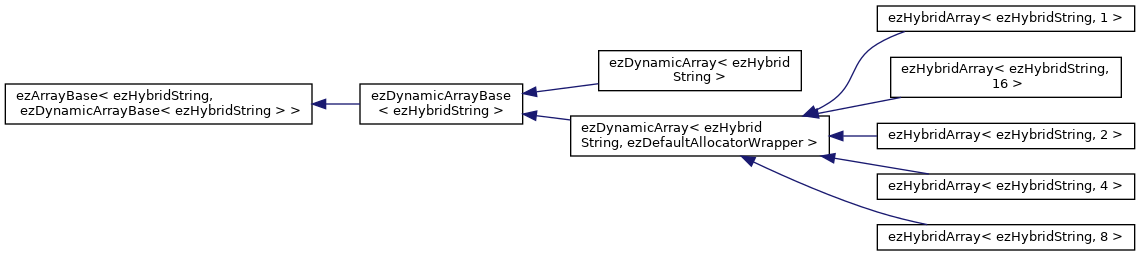 ezArrayBase< ezHybridString,
ezDynamicArrayBase< ezHybridString > >
ezDynamicArrayBase
< ezHybridString >
ezDynamicArray< ezHybrid
String >
ezDynamicArray< ezHybrid
String, ezDefaultAllocatorWrapper >
ezHybridArray< ezHybridString, 1 >
ezHybridArray< ezHybridString,
16 >
ezHybridArray< ezHybridString, 2 >
ezHybridArray< ezHybridString, 4 >
ezHybridArray< ezHybridString, 8 >